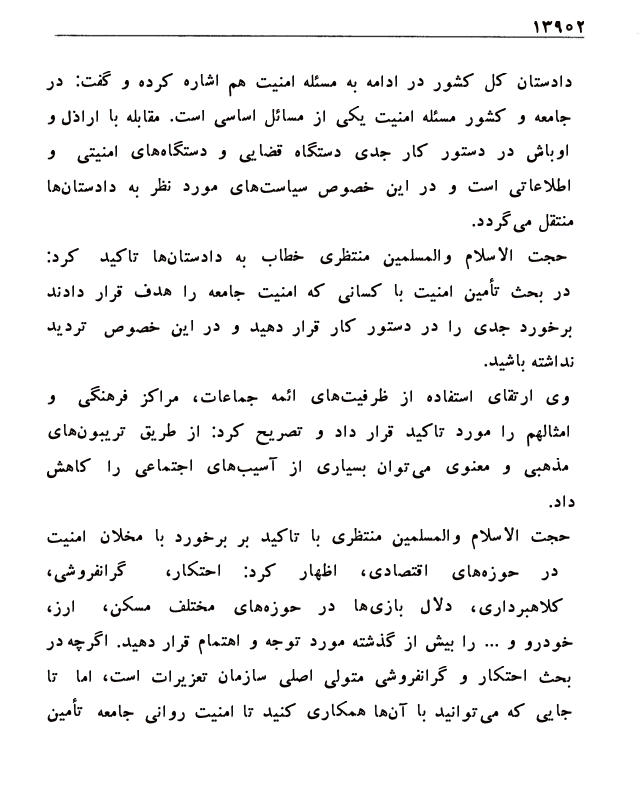 ۱۳۹۰۲
دادستان کل کشور در ادامه به مسئله امنیت هم اشاره کرده و گفت: در
جامعه و کشور مسئله امنیت یکی از مسائل اساسی است. مقابله با اراذل و
اوباش در دستور کار جدی دستگاه قضایی و دستگاه‌های امنیتی و
اطلاعاتی است و در این خصوص سیاست‌های مورد نظر به دادستان‌ها
منتقل می‌گردد.
حجت الاسلام والمسلمین منتظری خطاب به دادستان‌ها تاکید کرد:
در بحث تأمین امنیت با کسانی که امنیت جامعه را هدف قرار دادند
برخورد جدی را در دستور کار قرار دهید و در این خصوص تردید
نداشته باشید.
وی ارتقای استفاده از ظرفیت‌های ائمه جماعات، مراکز فرهنگی و
امثالهم را مورد تاکید قرار داد و تصریح کرد: از طریق تریبون‌های
مذهبی و معنوی می‌توان بسیاری از آسیب‌های اجتماعی را کاهش
داد.
حجت الاسلام والمسلمین منتظری با تاکید بر برخورد با مخلان امنیت
در حوزه‌های اقتصادی، اظهار کرد: احتکار، گرانفروشی،
کلاهبرداری، دلال بازی‌ها در حوزه‌های مختلف مسکن، ارز،
خودرو و ... را بیش از گذشته مورد توجه و اهتمام قرار دهید. اگرچه در
بحث احتکار و گرانفروشی متولی اصلی سازمان تعزیرات است، اما تا
جایی که می‌توانید با آن‌ها همکاری کنید تا امنیت روانی جامعه تأمین